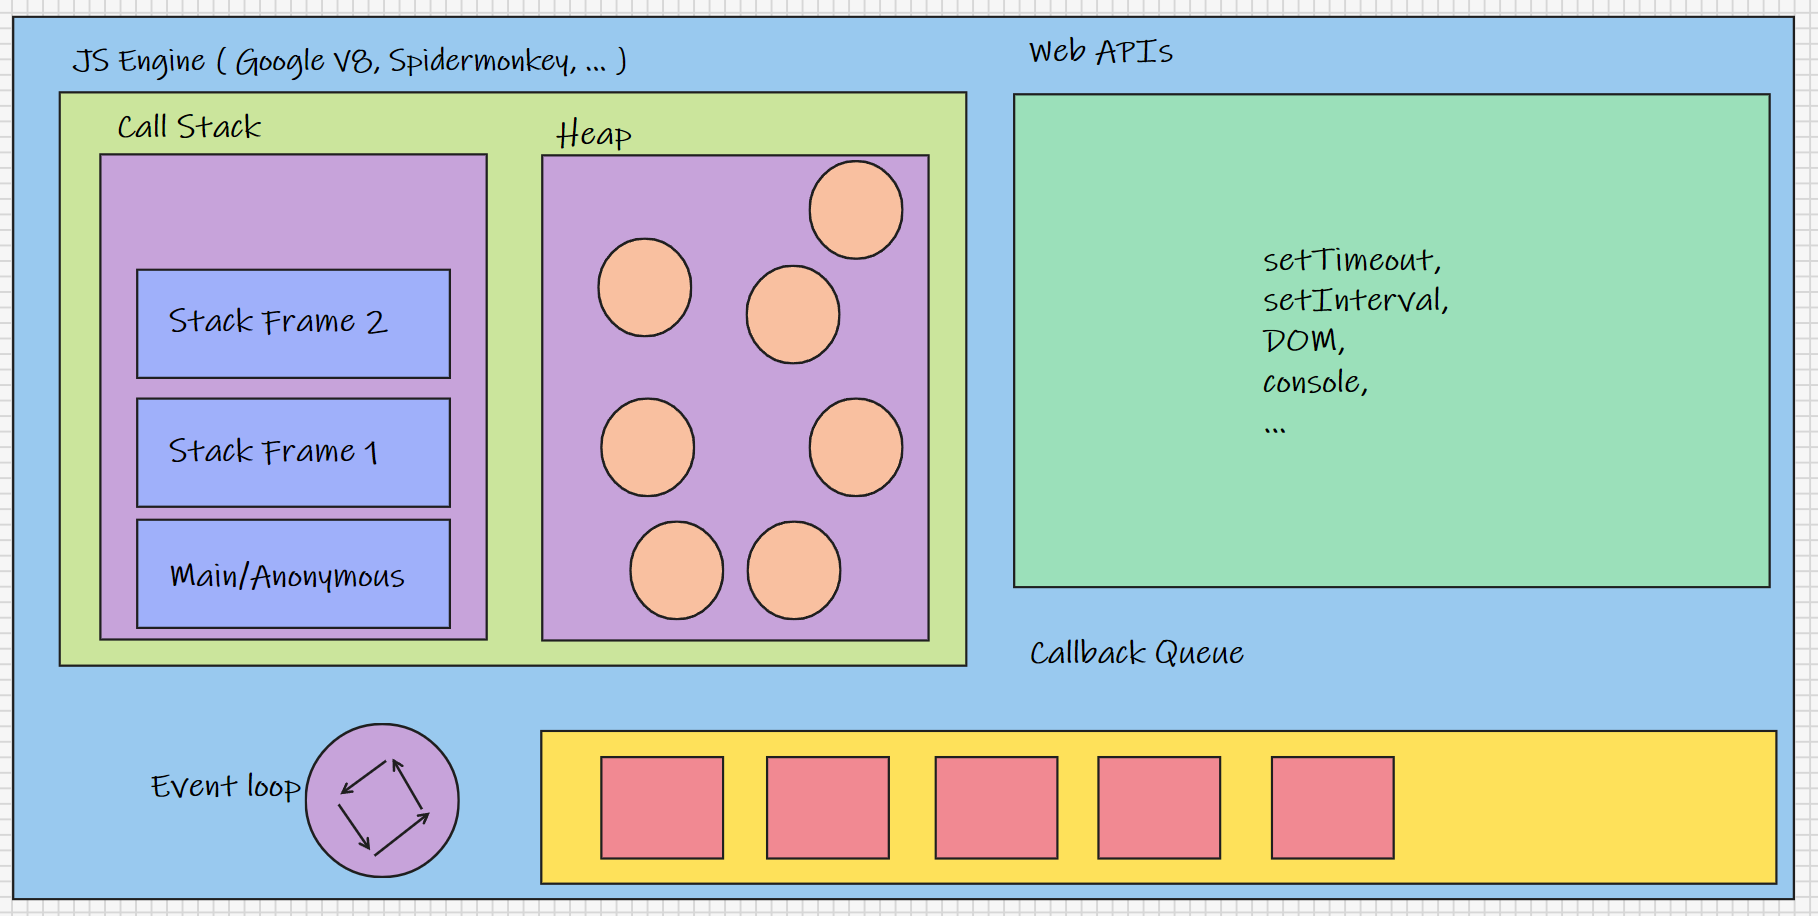 JS Engine ( Google V8, Spidermonkey, ... )
Call Stack
Stack Frame 2
Stack Frame 1
Main/Anonymous
Heap
Web APIs
setTimeout,
setInterval,
DOM,
console,
...
Callback Queue
Event loop